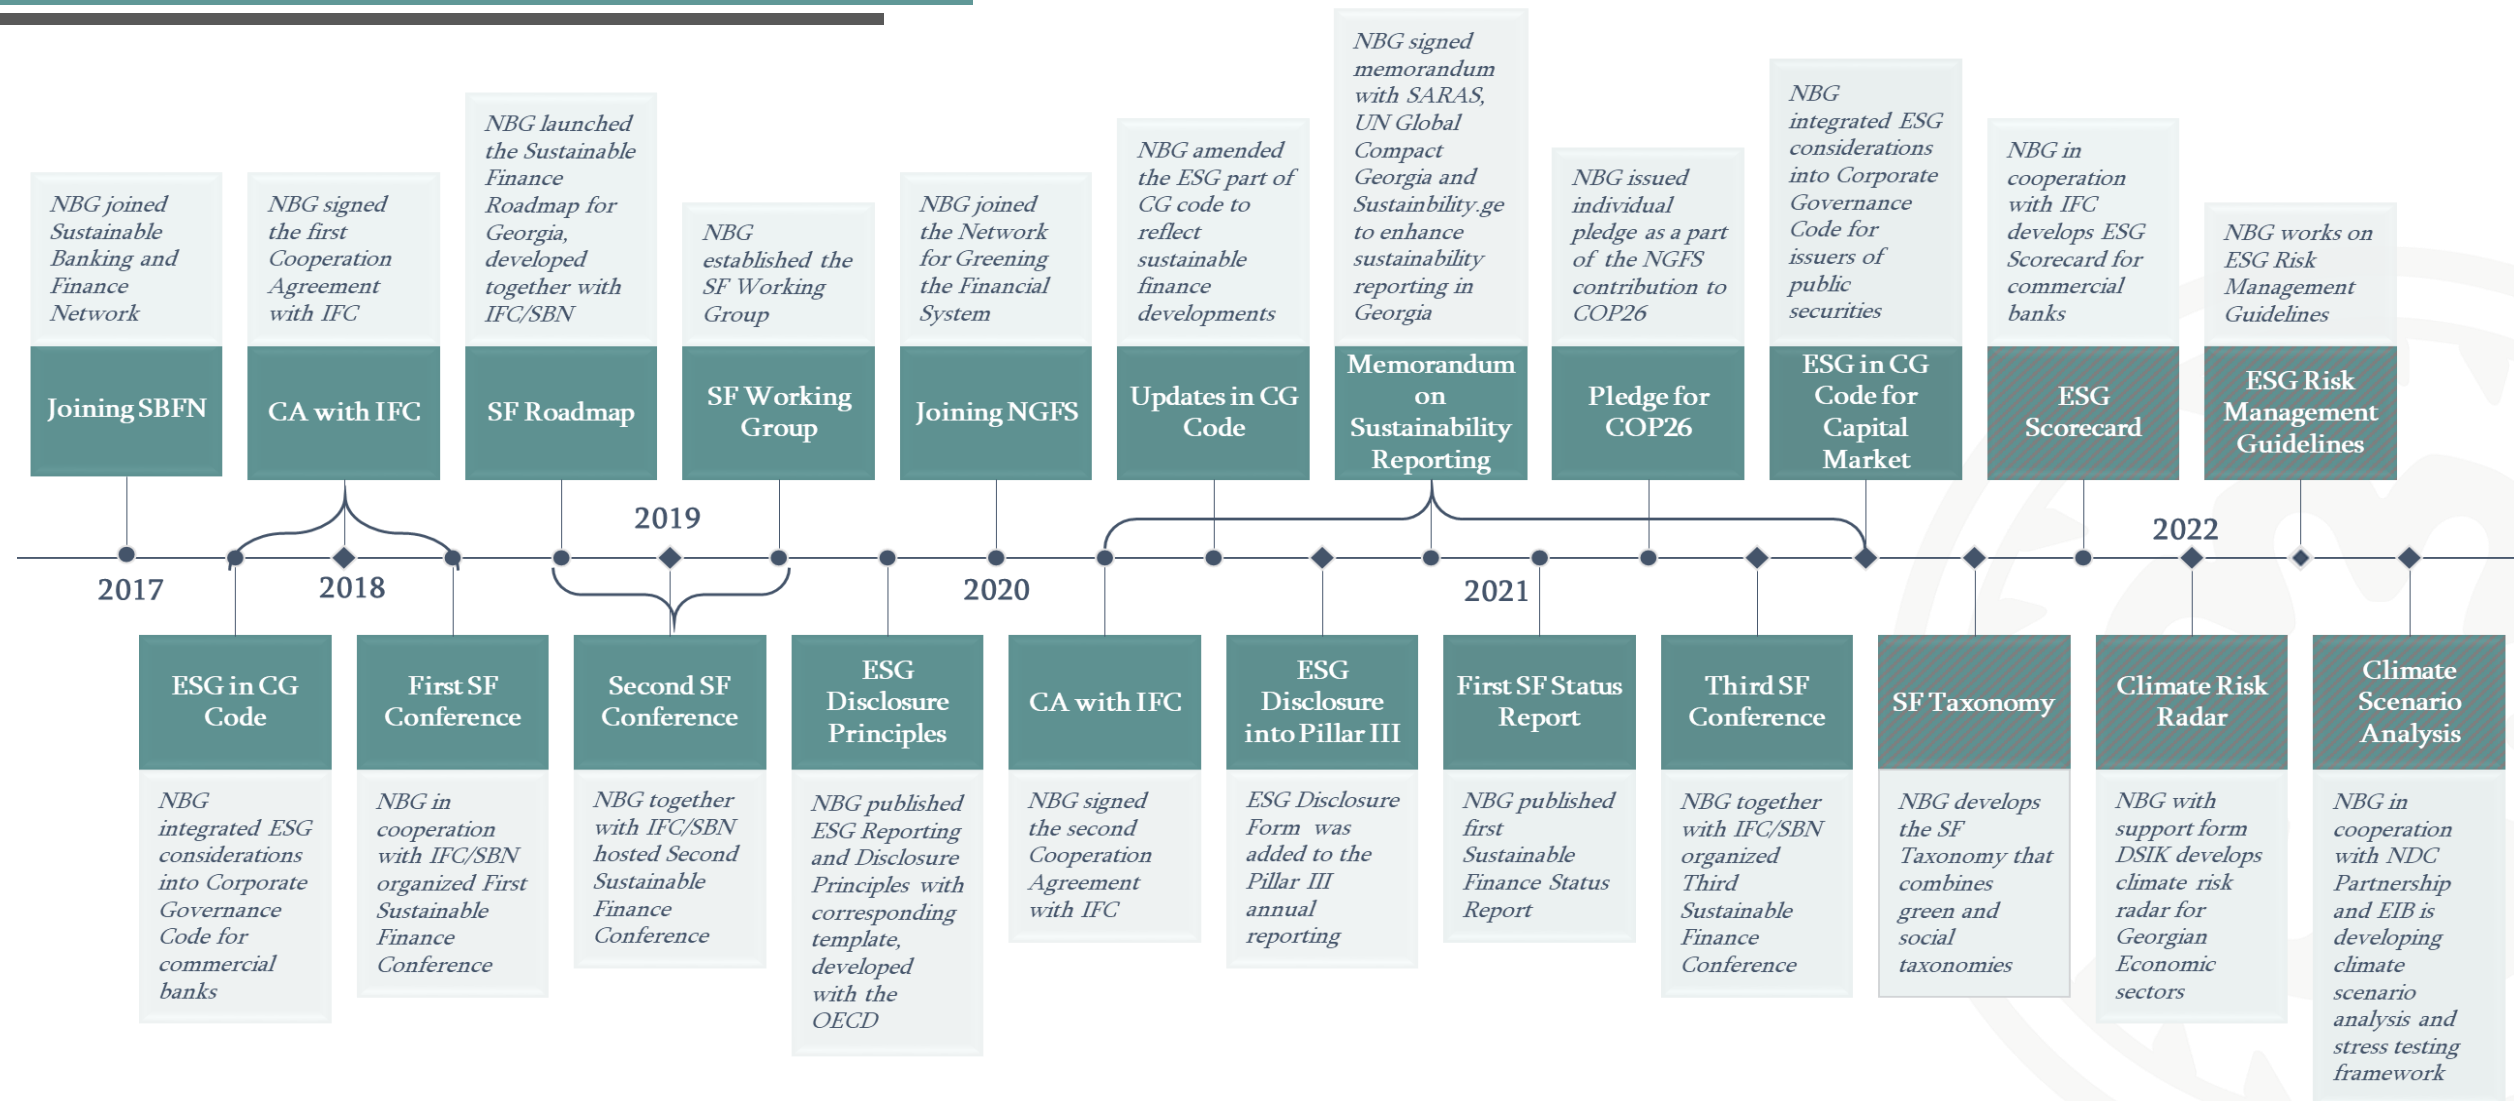 NBG joined
Sustainable
Banking and
Finance
Network
Joining SBFN
NBG signed
the first
Cooperation
Agreement
with IFC
CA with IFC
NBG launched
the Sustainable
Finance
Roadmap for
Georgia,
developed
together with
IFC/SBN
SF Roadmap
NBG
established the
SF Working
Group
SF Working
Group
NBG joined
the Network
for Greening
the Financial
System
Joining NGFS
NBG amended
the ESG part of
CG code to
reflect
sustainable
finance
developments
Updates in CG
Code
NBG signed
memorandum
with SARAS,
UN Global
Compact
Georgia and
Sustainbility.ge
to enhance
sustainability
reporting in
Georgia
Memorandum
on
Sustainability
Reporting
NBG issued
individual
pledge as a part
of the NGFS
contribution to
COP26
Pledge for
COP26
NBG
integrated ESG
considerations
into Corporate
Governance
Code for
issuers of
public
securities
ESG in CG
Code for
Capital
Market
NBG in
cooperation
with IFC
develops ESG
Scorecard for
commercial
banks
ESG
Scorecard
NBG works on
ESG Risk
Management
Guidelines
ESG Risk
Management
Guidelines
2017
2018
2019
2020
2021
2022
ESG in CG
Code
NBG
integrated ESG
considerations
into Corporate
Governance
Code for
commercial
banks
First SF
Conference
NBG in
cooperation
with IFC/SBN
organized First
Sustainable
Finance
Conference
Second SF
Conference
NBG together
with IFC/SBN
hosted Second
Sustainable
Finance
Conference
ESG
Disclosure
Principles
NBG published
ESG Reporting
and Disclosure
Principles with
corresponding
template,
developed
with the
OECD
CA with IFC
NBG signed
the second
Cooperation
Agreement
with IFC
ESG
Disclosure
into Pillar III
ESG Disclosure
Form was
added to the
Pillar III
annual
reporting
First SF Status
Report
NBG published
first
Sustainable
Finance Status
Report
Third SF
Conference
NBG together
with IFC/SBN
organized
Third
Sustainable
Finance
Conference
SF Taxonomy
NBG develops
the SF
Taxonomy that
combines
green and
social
taxonomies
Climate Risk
Radar
NBG with
support form
DSIK develops
climate risk
radar for
Georgian
Economic
sectors
Climate
Scenario
Analysis
NBG in
cooperation
with NDC
Partnership
and EIB is
developing
climate
scenario
analysis and
stress testing
framework